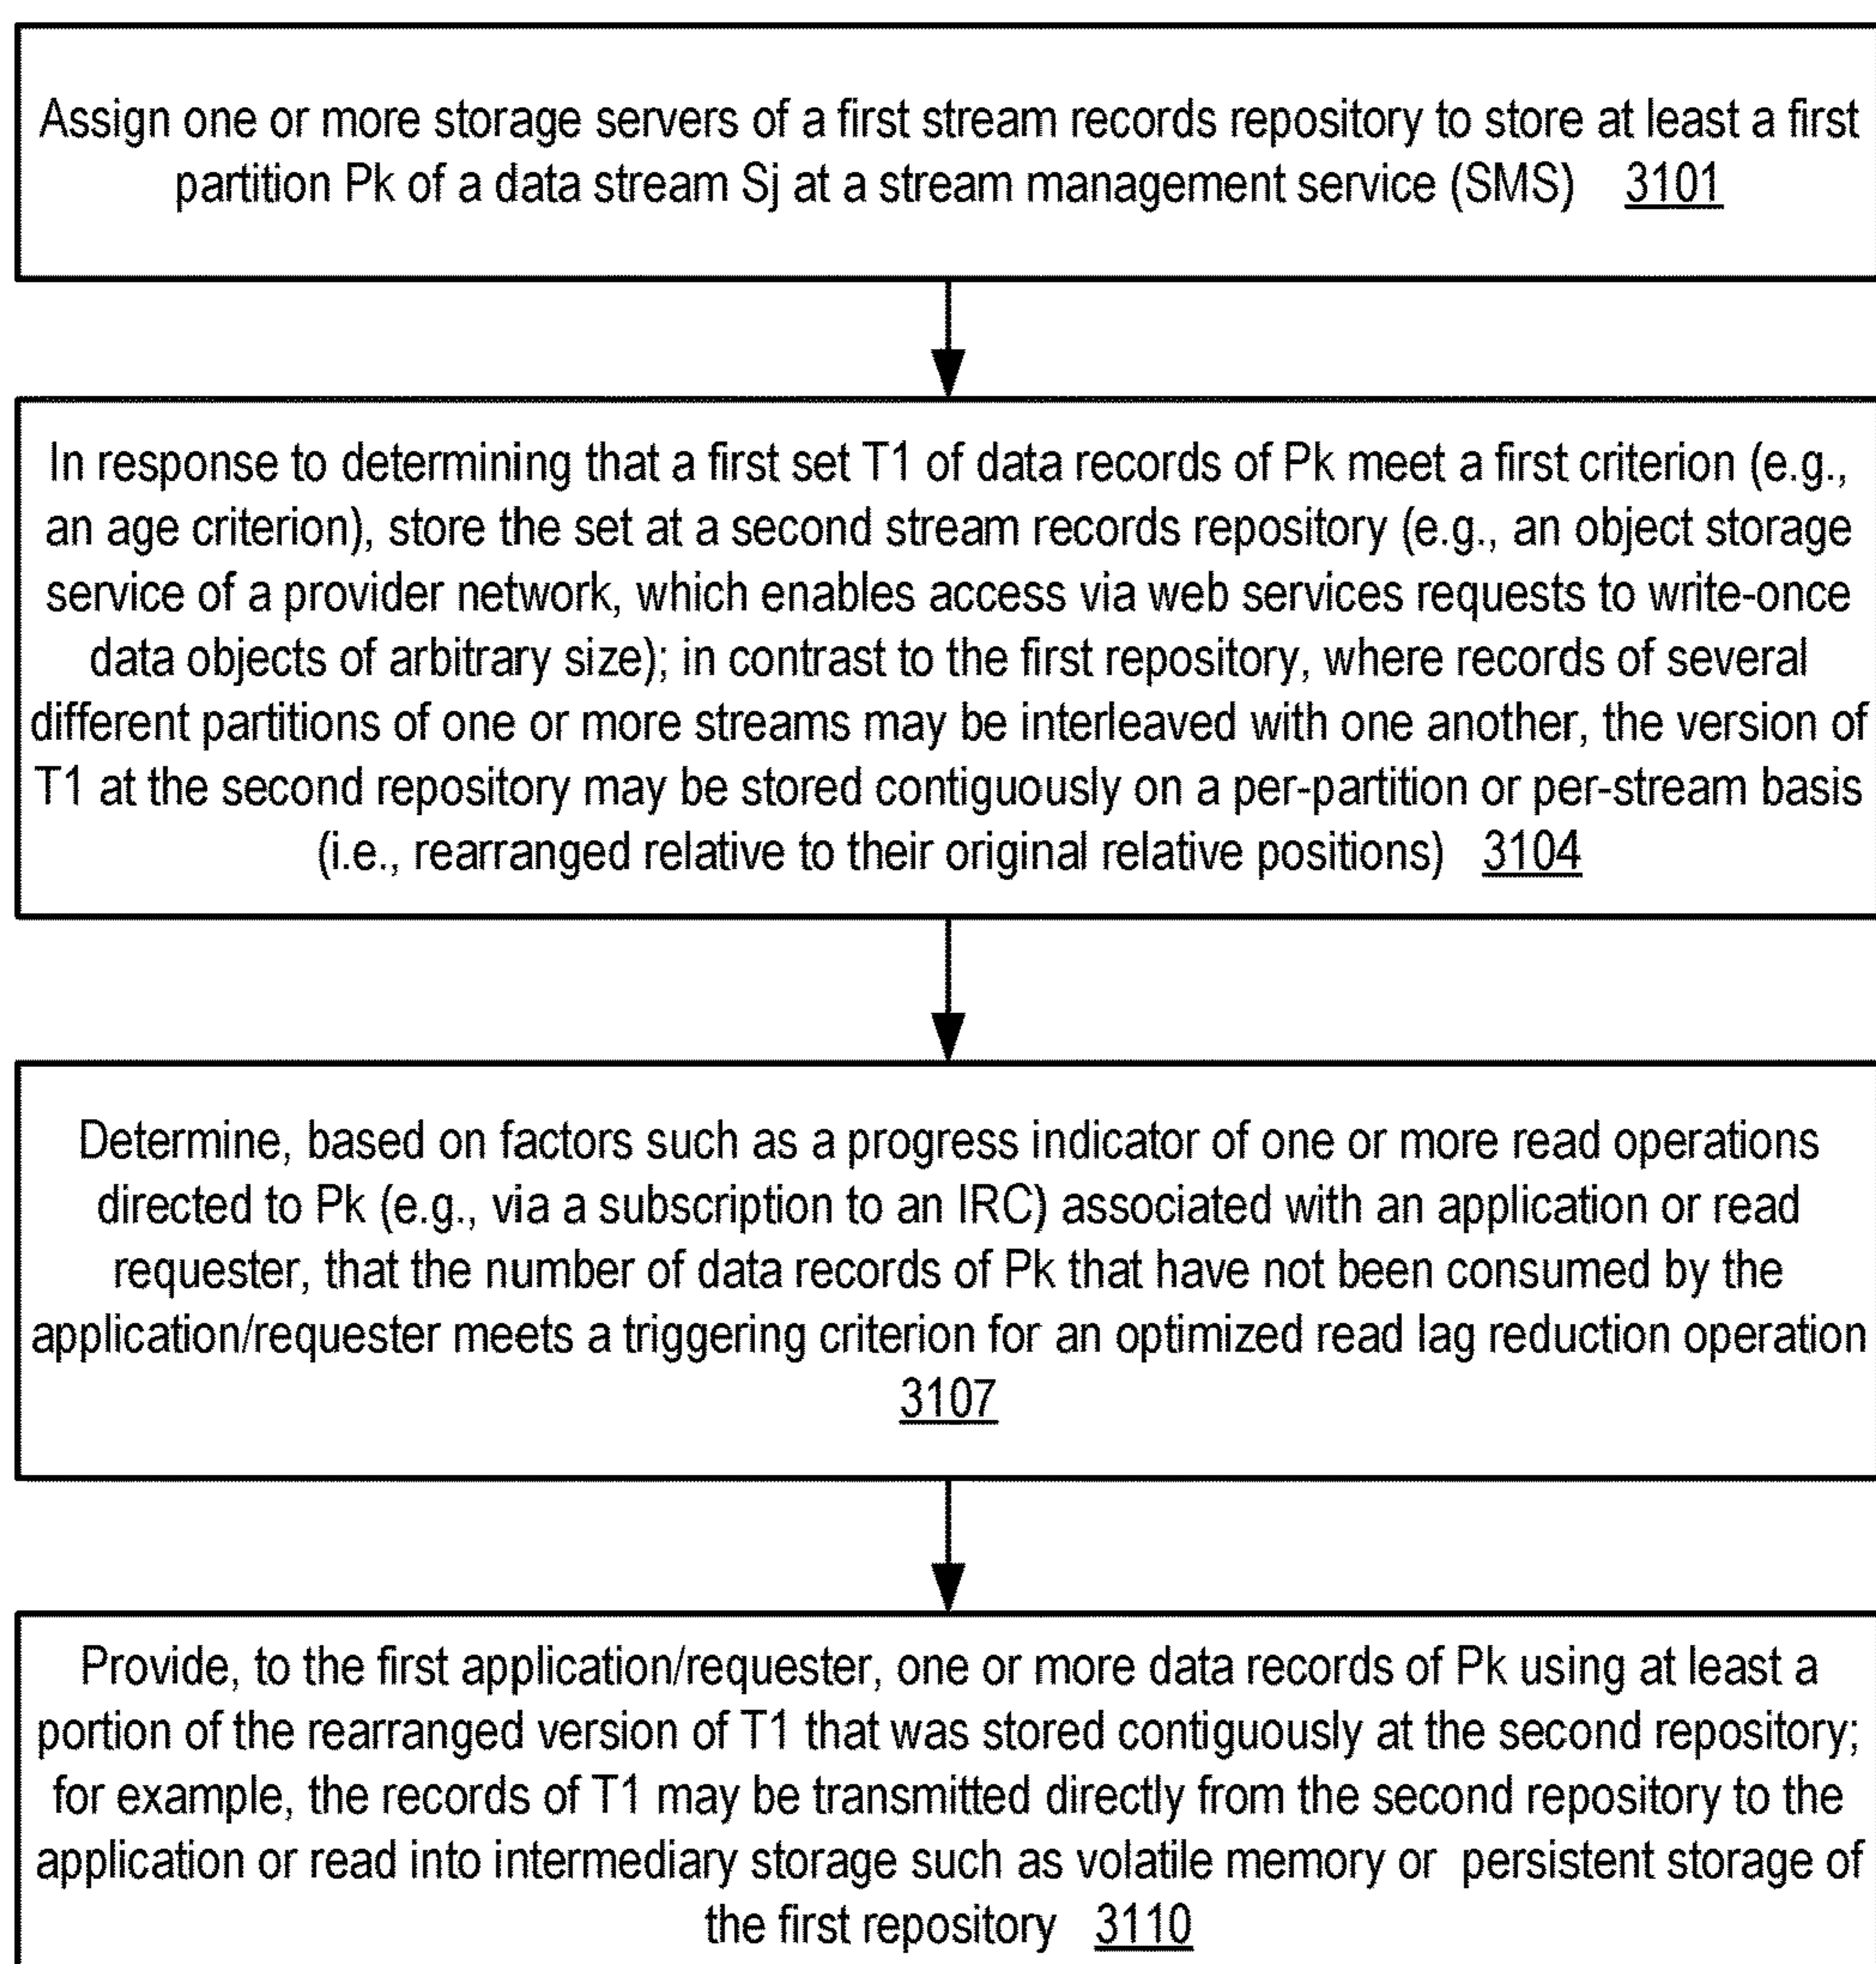 Assign one or more storage servers of a first stream records repository to store at least a first
partition Pk of a data stream Sj at a stream management service (SMS) 3101
In response to determining that a first set T1 of data records of Pk meet a first criterion (e.g.,
an age criterion), store the set at a second stream records repository (e.g., an object storage
service of a provider network, which enables access via web services requests to write-once
data objects of arbitrary size); in contrast to the first repository, where records of several
different partitions of one or more streams may be interleaved with one another, the version of
T1 at the second repository may be stored contiguously on a per-partition or per-stream basis
(i.e., rearranged relative to their original relative positions) 3104
Determine, based on factors such as a progress indicator of one or more read operations
directed to Pk (e.g., via a subscription to an IRC) associated with an application or read
requester, that the number of data records of Pk that have not been consumed by the
application/requester meets a triggering criterion for an optimized read lag reduction operation
3107
Provide, to the first application/requester, one or more data records of Pk using at least a
portion of the rearranged version of T1 that was stored contiguously at the second repository;
for example, the records of T1 may be transmitted directly from the second repository to the
application or read into intermediary storage such as volatile memory or persistent storage of
the first repository 3110